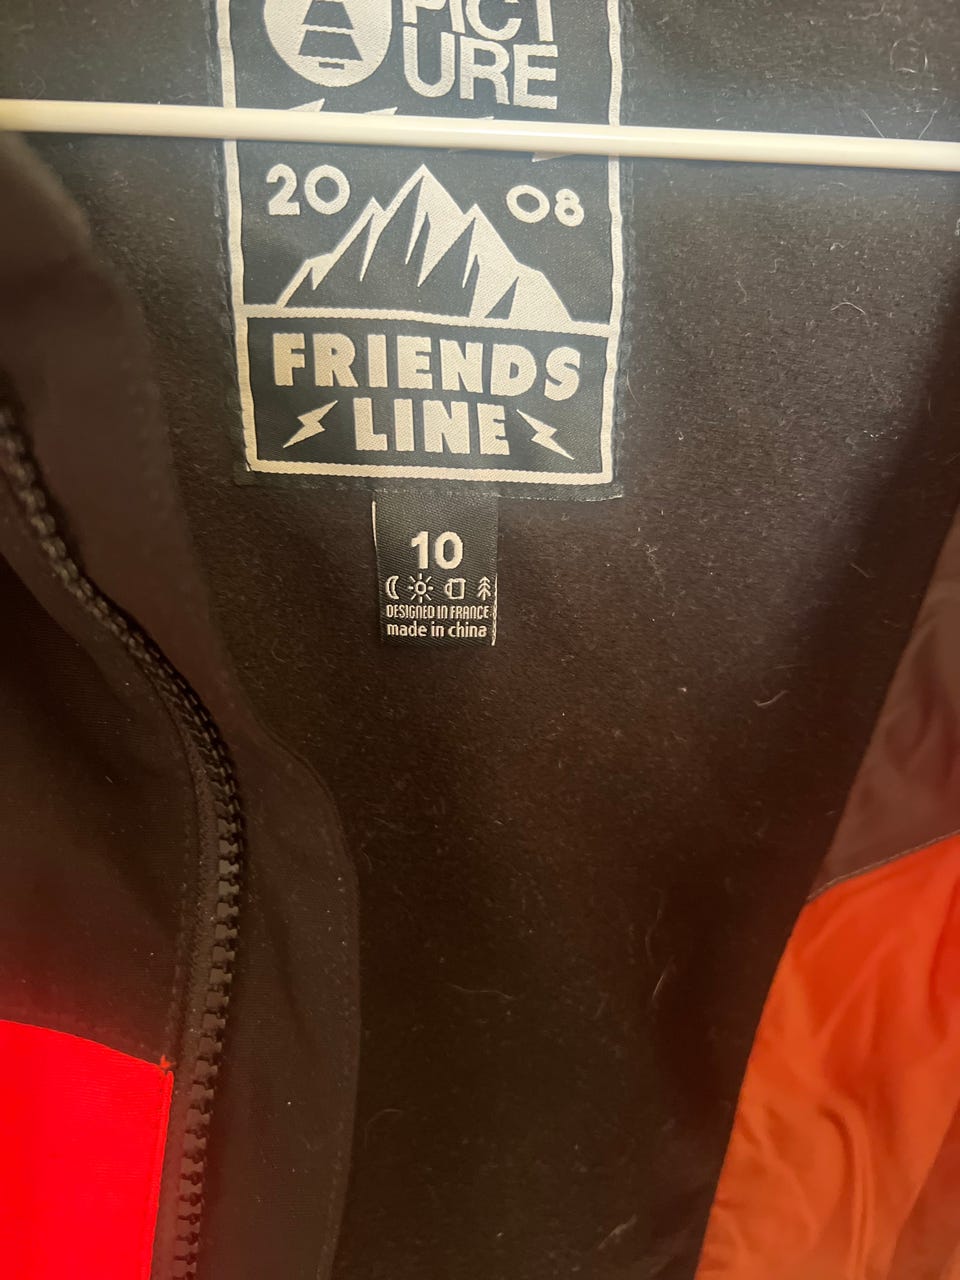 PICT
URE
20 08
FRIENDS
LINE
10
DESIGNED IN FRANCE
made in china